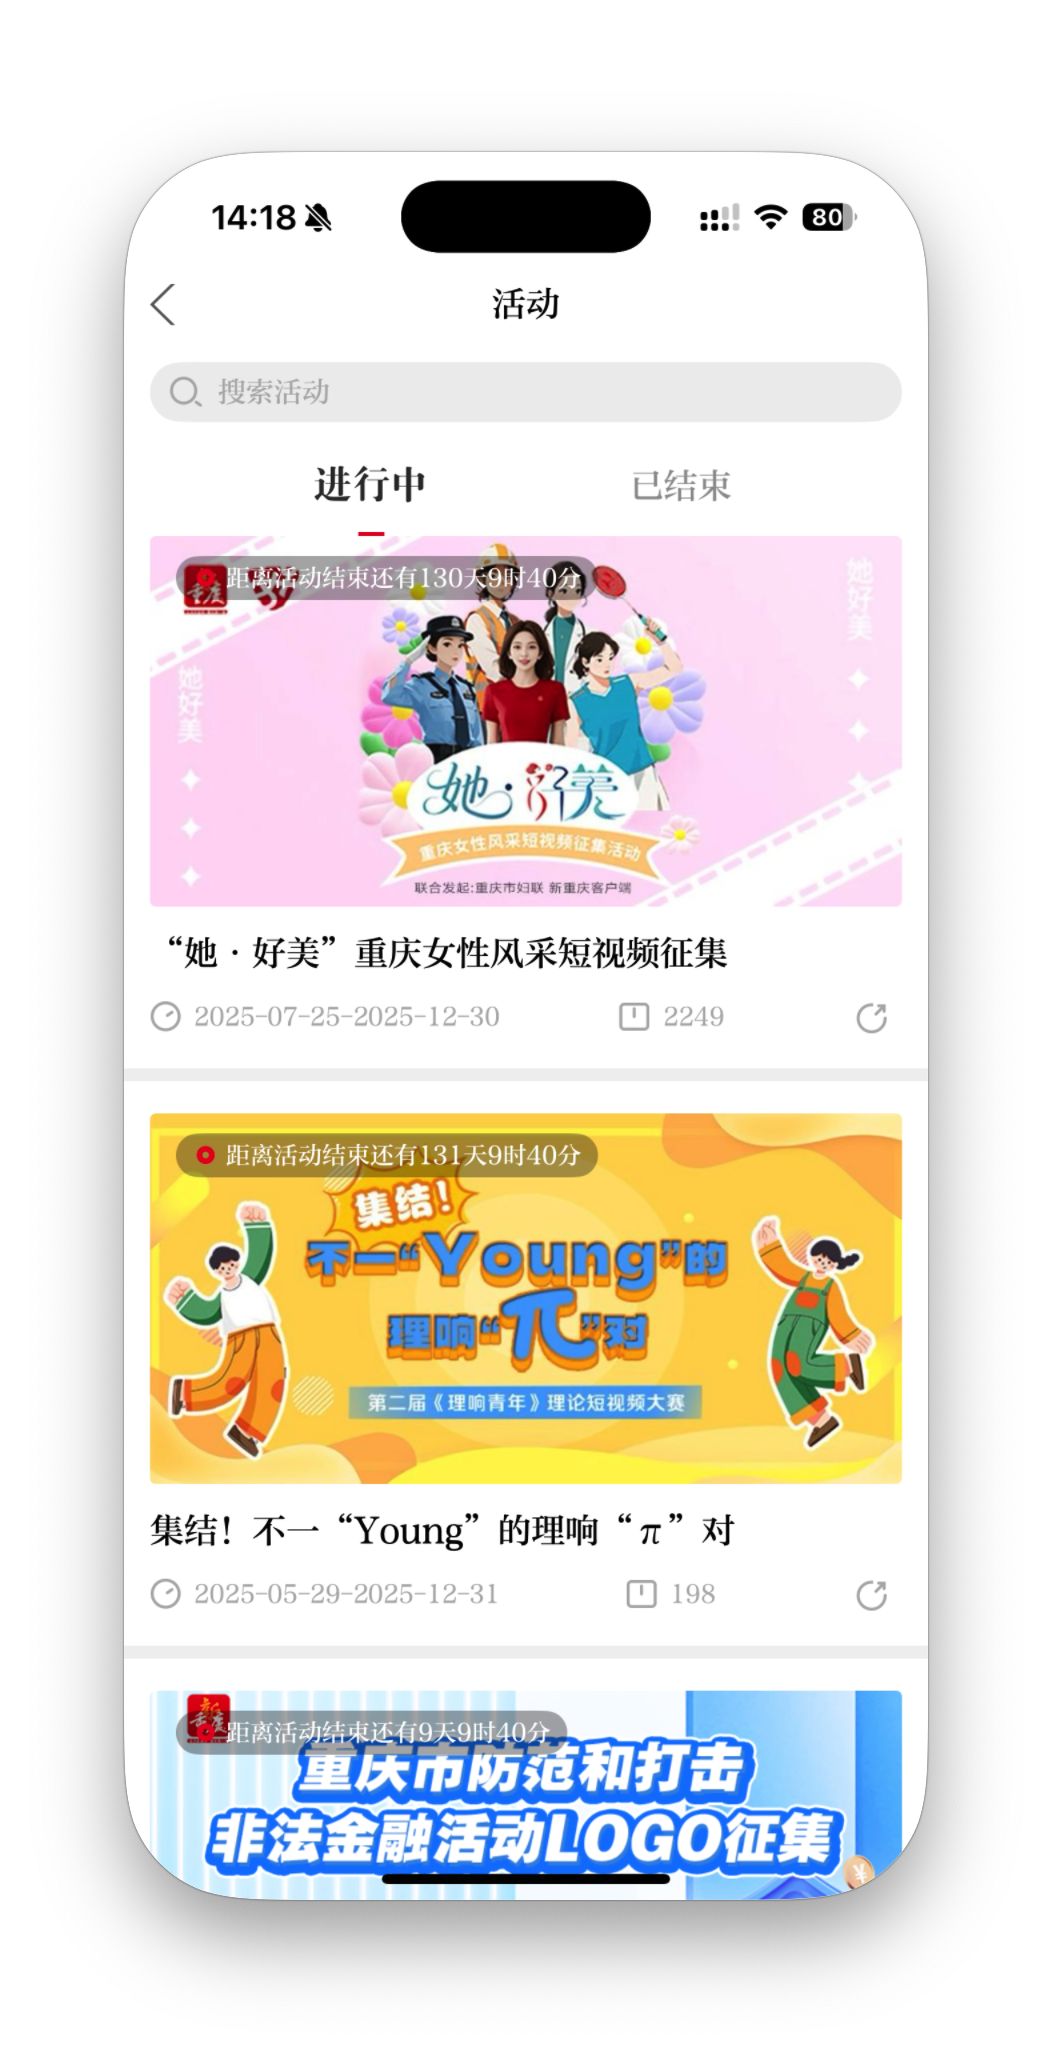 14:18
80
活动
搜索活动
进行中
已结束
距离活动结束还有130天9时40分
她好美
她好美
她·好美
重庆女性风采短视频征集活动
联合发起:重庆市妇联 新重庆客户端
“她·好美”重庆女性风采短视频征集
2025-07-25-2025-12-30
2249
距离活动结束还有131天9时40分
集结!
不一“Young”的
理响“π”对
第二届《理响青年》理论短视频大赛
集结！不一“Young”的理响“π”对
2025-05-29-2025-12-31
198
距离活动结束还有9天9时40分
重庆市防范和打击
非法金融活动LOGO征集